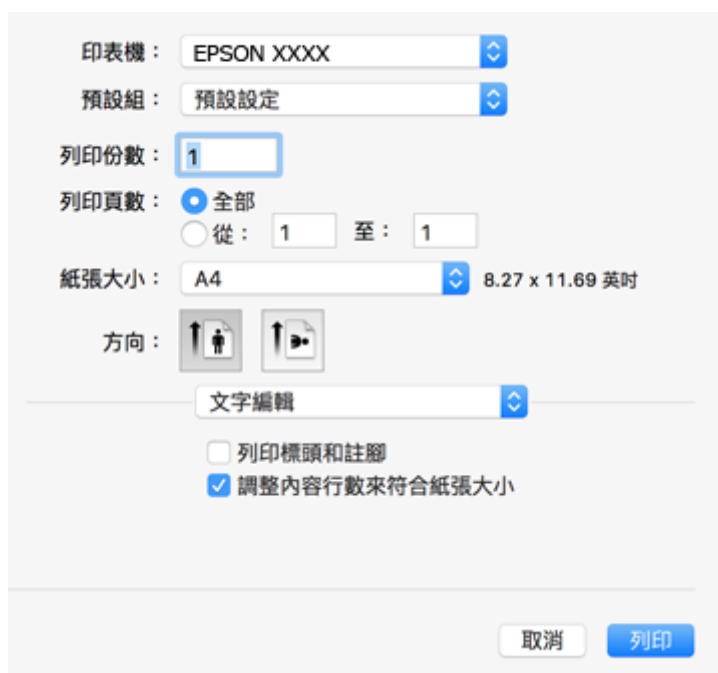 印表機： EPSON XXXX
預設組： 預設設定
列印份數： 1
列印頁數： 全部
從： 1 至： 1
紙張大小： A4 8.27 x 11.69 英吋
方向：
文字編輯
列印標頭和註腳
調整內容行數來符合紙張大小
取消 列印